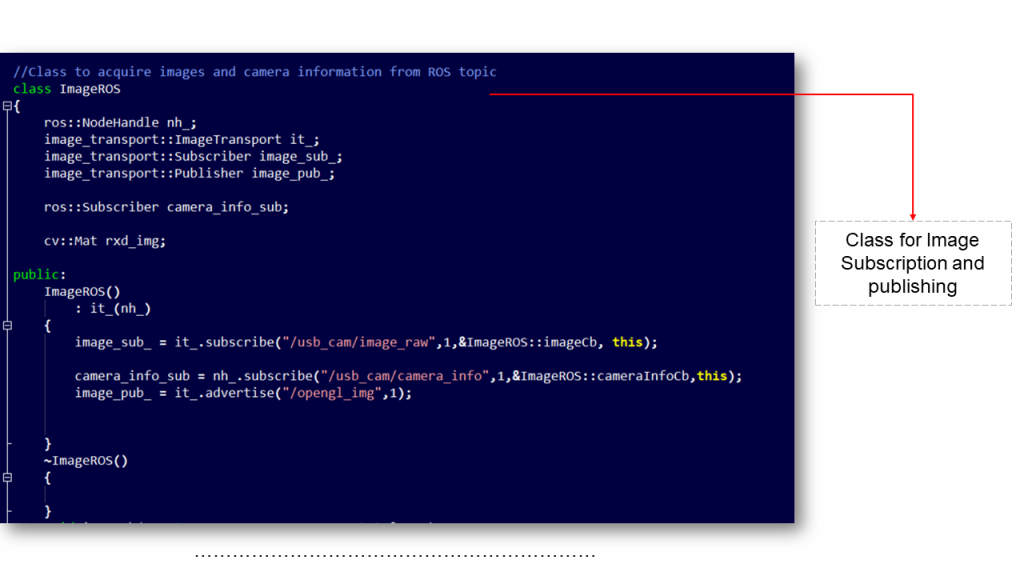 //Class to acquire images and camera information from ROS topic
class ImageROS
{
ros::NodeHandle nh_;
image_transport::ImageTransport it_;
image_transport::Subscriber image_sub_;
image_transport::Publisher image_pub_;
ros::Subscriber camera_info_sub;
cv::Mat rxd_img;
public:
ImageROS()
: it_(nh_)
{
image_sub_ = it_.subscribe("/usb_cam/image_raw",1,&ImageROS::imageCb, this);
camera_info_sub = nh_.subscribe("/usb_cam/camera_info",1,&ImageROS::cameraInfoCb,this);
image_pub_ = it_.advertise("/opengl_img",1);
}
~ImageROS()
{
}
Class for Image
Subscription and
publishing
…………………………………………………………